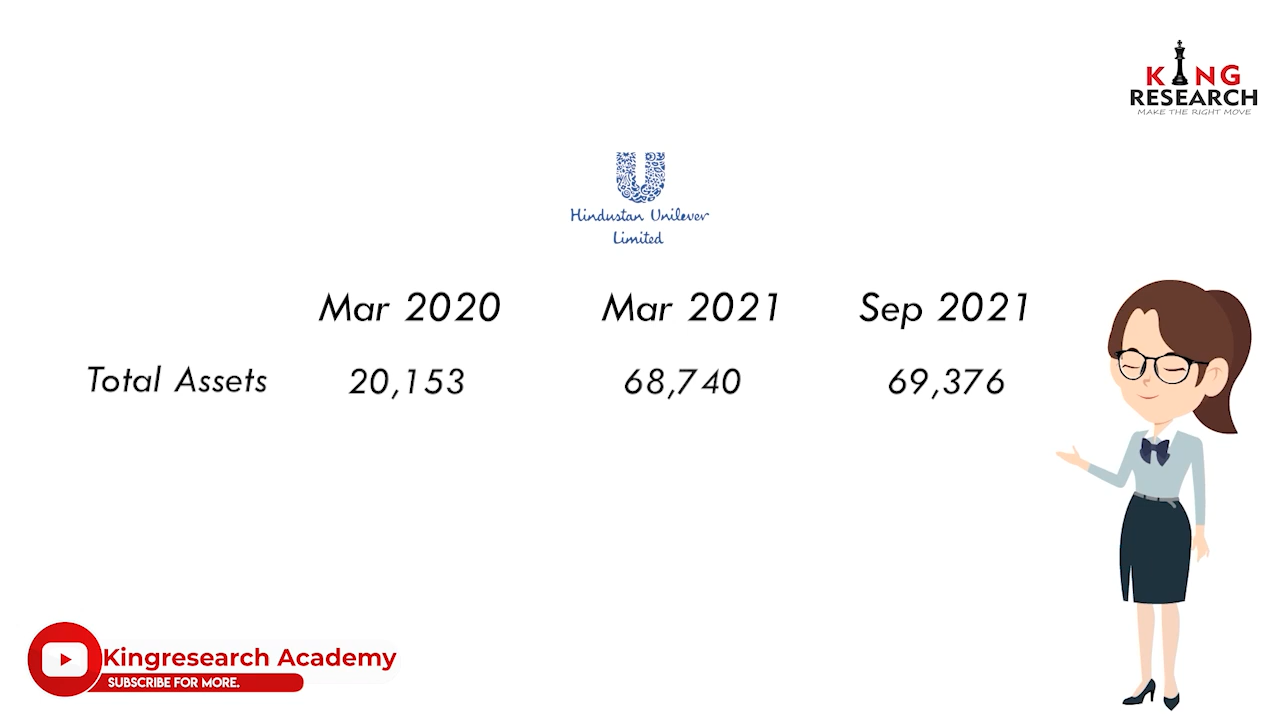 KING
RESEARCH
MAKE THE RIGHT MOVE
Hindustan Unilever
Limited
Mar 2020 Mar 2021 Sep 2021
Total Assets 20,153 68,740 69,376
Kingresearch Academy
SUBSCRIBE FOR MORE.